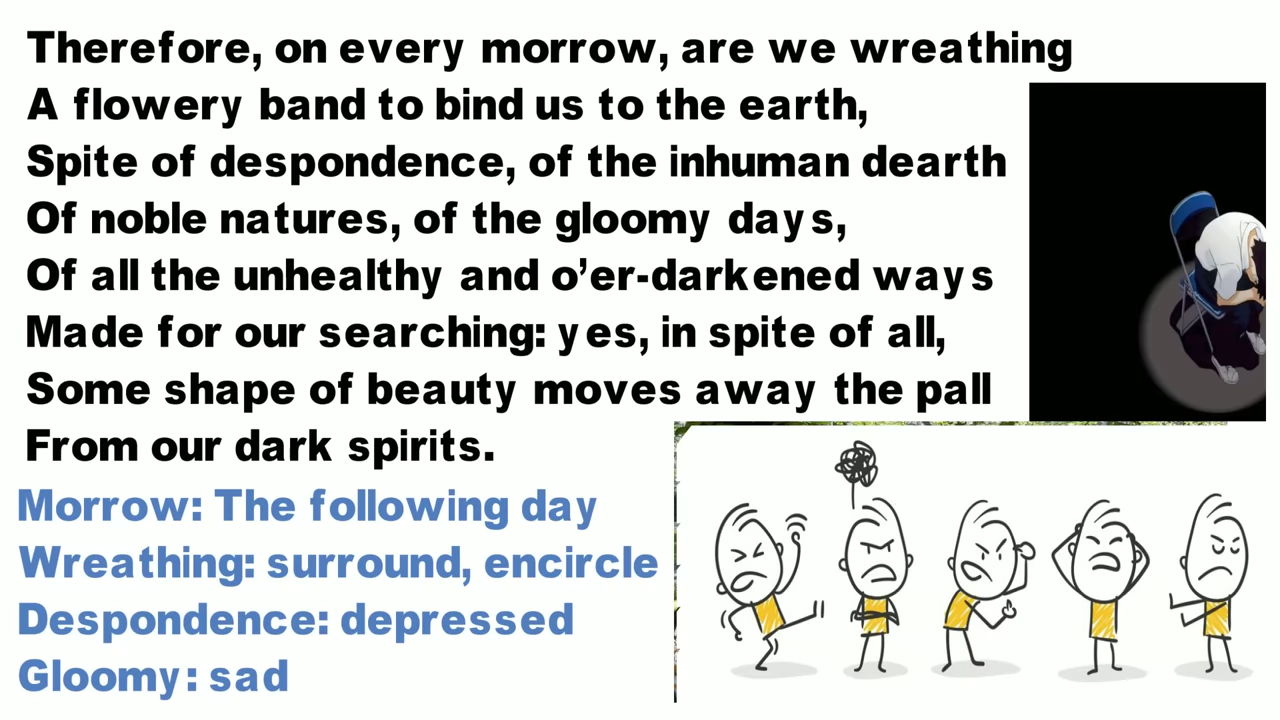 Therefore, on every morrow, are we wreathing
A flowery band to bind us to the earth,
Spite of despondence, of the inhuman dearth
Of noble natures, of the gloomy days,
Of all the unhealthy and o’er-darkened ways
Made for our searching: yes, in spite of all,
Some shape of beauty moves away the pall
From our dark spirits.
Morrow: The following day
Wreathing: surround, encircle
Despondence: depressed
Gloomy: sad